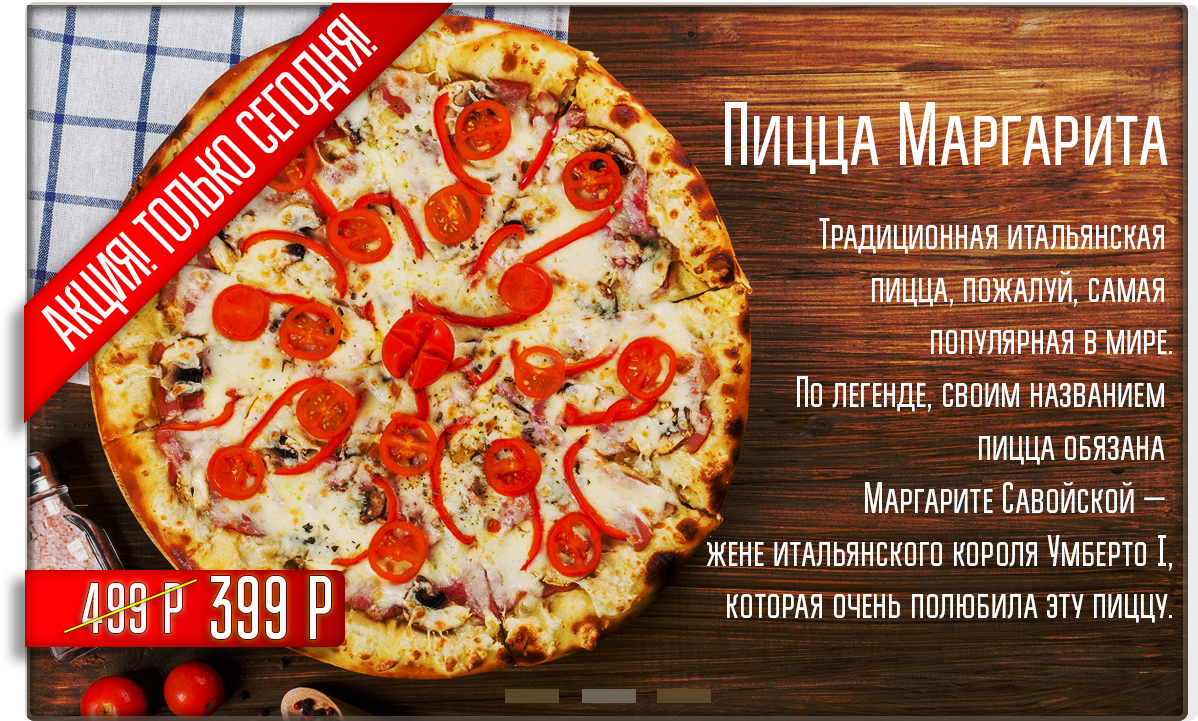 АКЦИЯ! ТОЛЬКО СЕГОДНЯ!
Пицца Маргарита
Традиционная итальянская
пицца, пожалуй, самая
популярная в мире.
По легенде, своим названием
пицца обязана
Маргарите Савойской –
жене итальянского короля Умберто I,
которая очень полюбила эту пиццу.
499 Р 399 Р